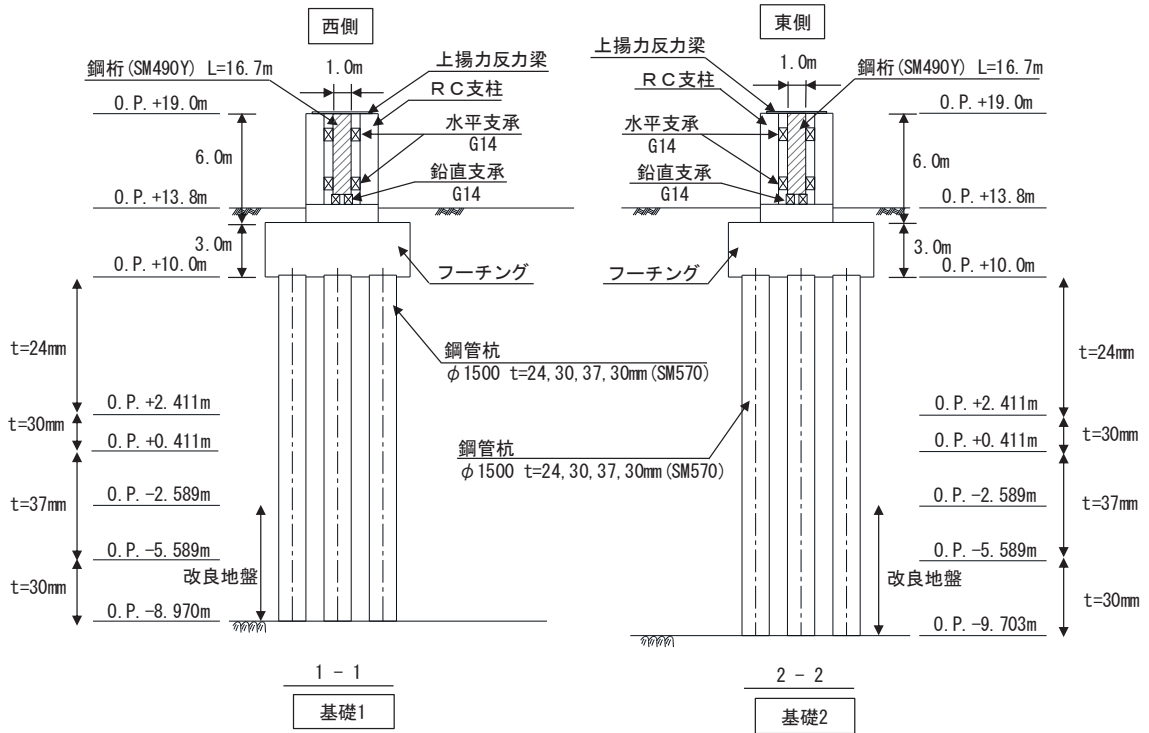 西側
鋼桁(SM490Y) L=16.7m
1.0m
上揚力反力梁
ＲＣ支柱
O.P.+19.0m
水平支承
G14
6.0m
鉛直支承
G14
O.P.+13.8m
3.0m
O.P.+10.0m
フーチング
t=24mm
鋼管杭
φ1500 t=24,30,37,30mm(SM570)
O.P.+2.411m
t=30mm
O.P.+0.411m
t=37mm
O.P.-2.589m
O.P.-5.589m
改良地盤
t=30mm
O.P.-8.970m
1 - 1
基礎1
東側
上揚力反力梁
1.0m
鋼桁(SM490Y) L=16.7m
ＲＣ支柱
O.P.+19.0m
水平支承
G14
6.0m
鉛直支承
G14
O.P.+13.8m
3.0m
フーチング
O.P.+10.0m
t=24mm
鋼管杭
φ1500 t=24,30,37,30mm(SM570)
O.P.+2.411m
t=30mm
O.P.+0.411m
O.P.-2.589m
t=37mm
O.P.-5.589m
改良地盤
t=30mm
O.P.-9.703m
2 - 2
基礎2